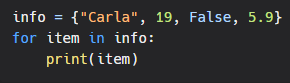 info = {"Carla", 19, False, 5.9}
for item in info:
    print(item)